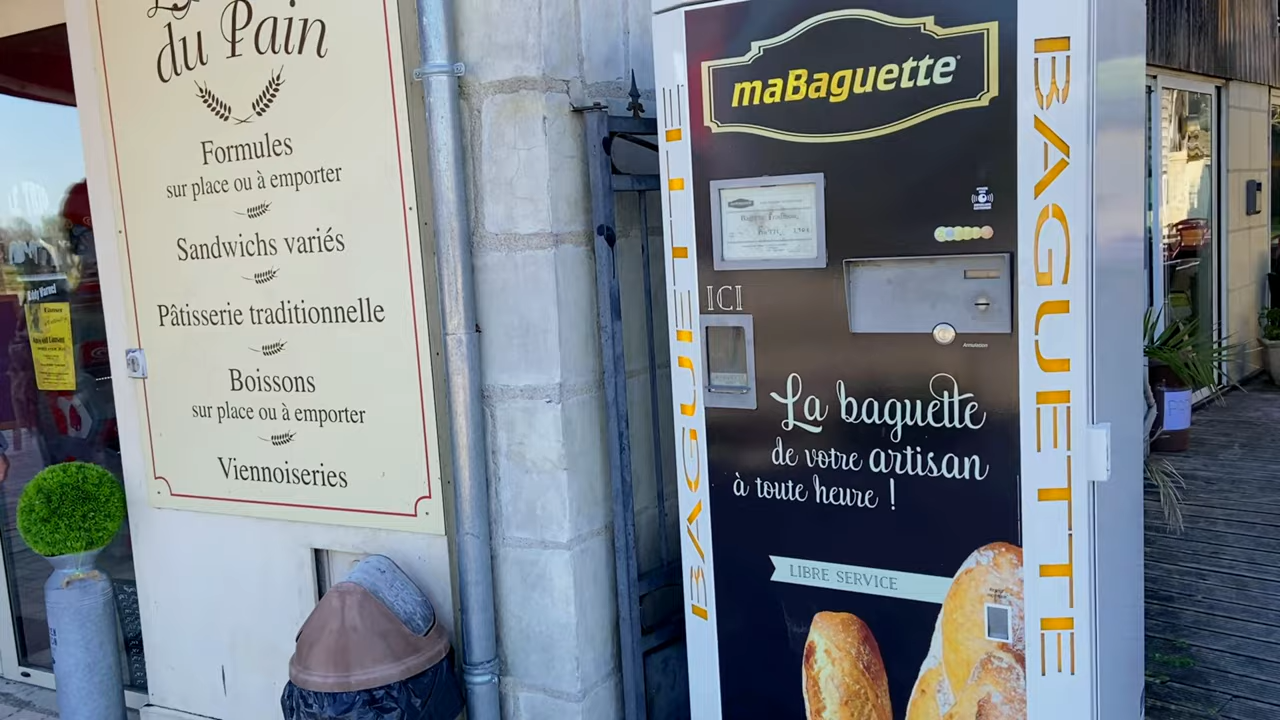 du Pain
Formules
sur place ou à emporter
Sandwichs variés
Pâtisserie traditionnelle
Boissons
sur place ou à emporter
Viennoiseries
BAGUETTE
maBaguette
ICI
Annulation
La baguette
de votre artisan
à toute heure !
LIBRE SERVICE
BAGUETTE